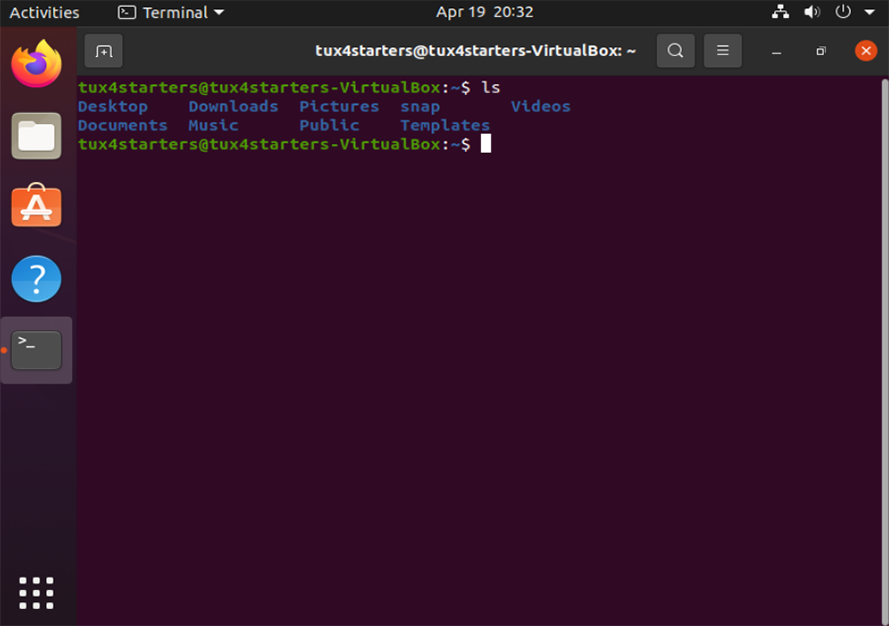 Activities Terminal Apr 19 20:32
tux4starters@tux4starters-VirtualBox: ~
tux4starters@tux4starters-VirtualBox:~$ ls
Desktop Downloads Pictures snap Videos
Documents Music Public Templates
tux4starters@tux4starters-VirtualBox:~$